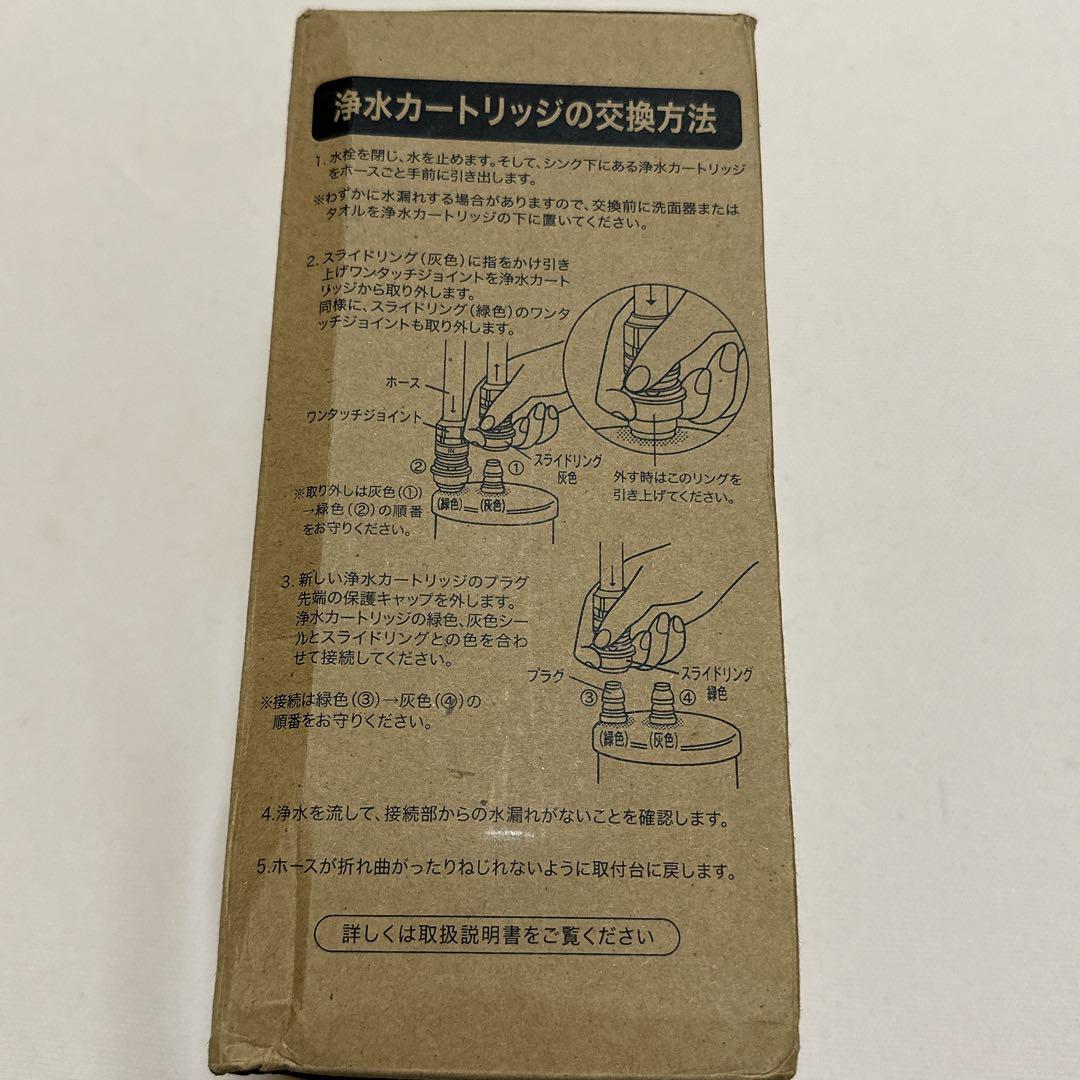 浄水カートリッジの交換方法
1. 水栓を閉じ、水を止めます。そして、シンク下にある浄水カートリッジ
をホースごと手前に引き出します。
※わずかに水漏れする場合がありますので、交換前に洗面器または
タオルを浄水カートリッジの下に置いてください。
2. スライドリング(灰色)に指をかけ引き
上げワンタッチジョイントを浄水カート
リッジから取り外します。
同様に、スライドリング(緑色)のワンタ
ッチジョイントも取り外します。
ホース
ワンタッチジョイント
IN
②
①
スライドリング
灰色
外す時はこのリングを
引き上げてください。
(緑色)
(灰色)
※取り外しは灰色(①)
→緑色(②)の順番
をお守りください。
3. 新しい浄水カートリッジのプラグ
先端の保護キャップを外します。
浄水カートリッジの緑色、灰色シー
ルとスライドリングとの色を合わ
せて接続してください。
プラグ
スライドリング
緑色
③
④
(緑色)
(灰色)
※接続は緑色(③)→灰色(④)の
順番をお守りください。
4.浄水を流して、接続部からの水漏れがないことを確認します。
5.ホースが折れ曲がったりねじれないように取付台に戻します。
詳しくは取扱説明書をご覧ください